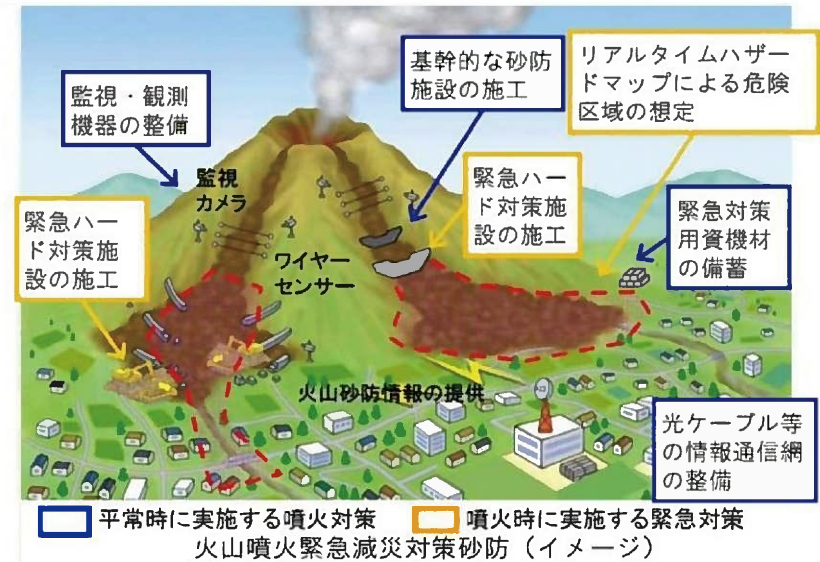 基幹的な砂防
施設の施工
リアルタイムハザー
ドマップによる危険
区域の想定
監視・観測
機器の整備
監視
カメラ
緊急ハー
ド対策施
設の施工
緊急対策
用資機材
の備蓄
緊急ハー
ド対策施
設の施工
ワイヤー
センサー
火山砂防情報の提供
光ケーブル等
の情報通信網
の整備
平常時に実施する噴火対策
噴火時に実施する緊急対策
火山噴火緊急減災対策砂防（イメージ）